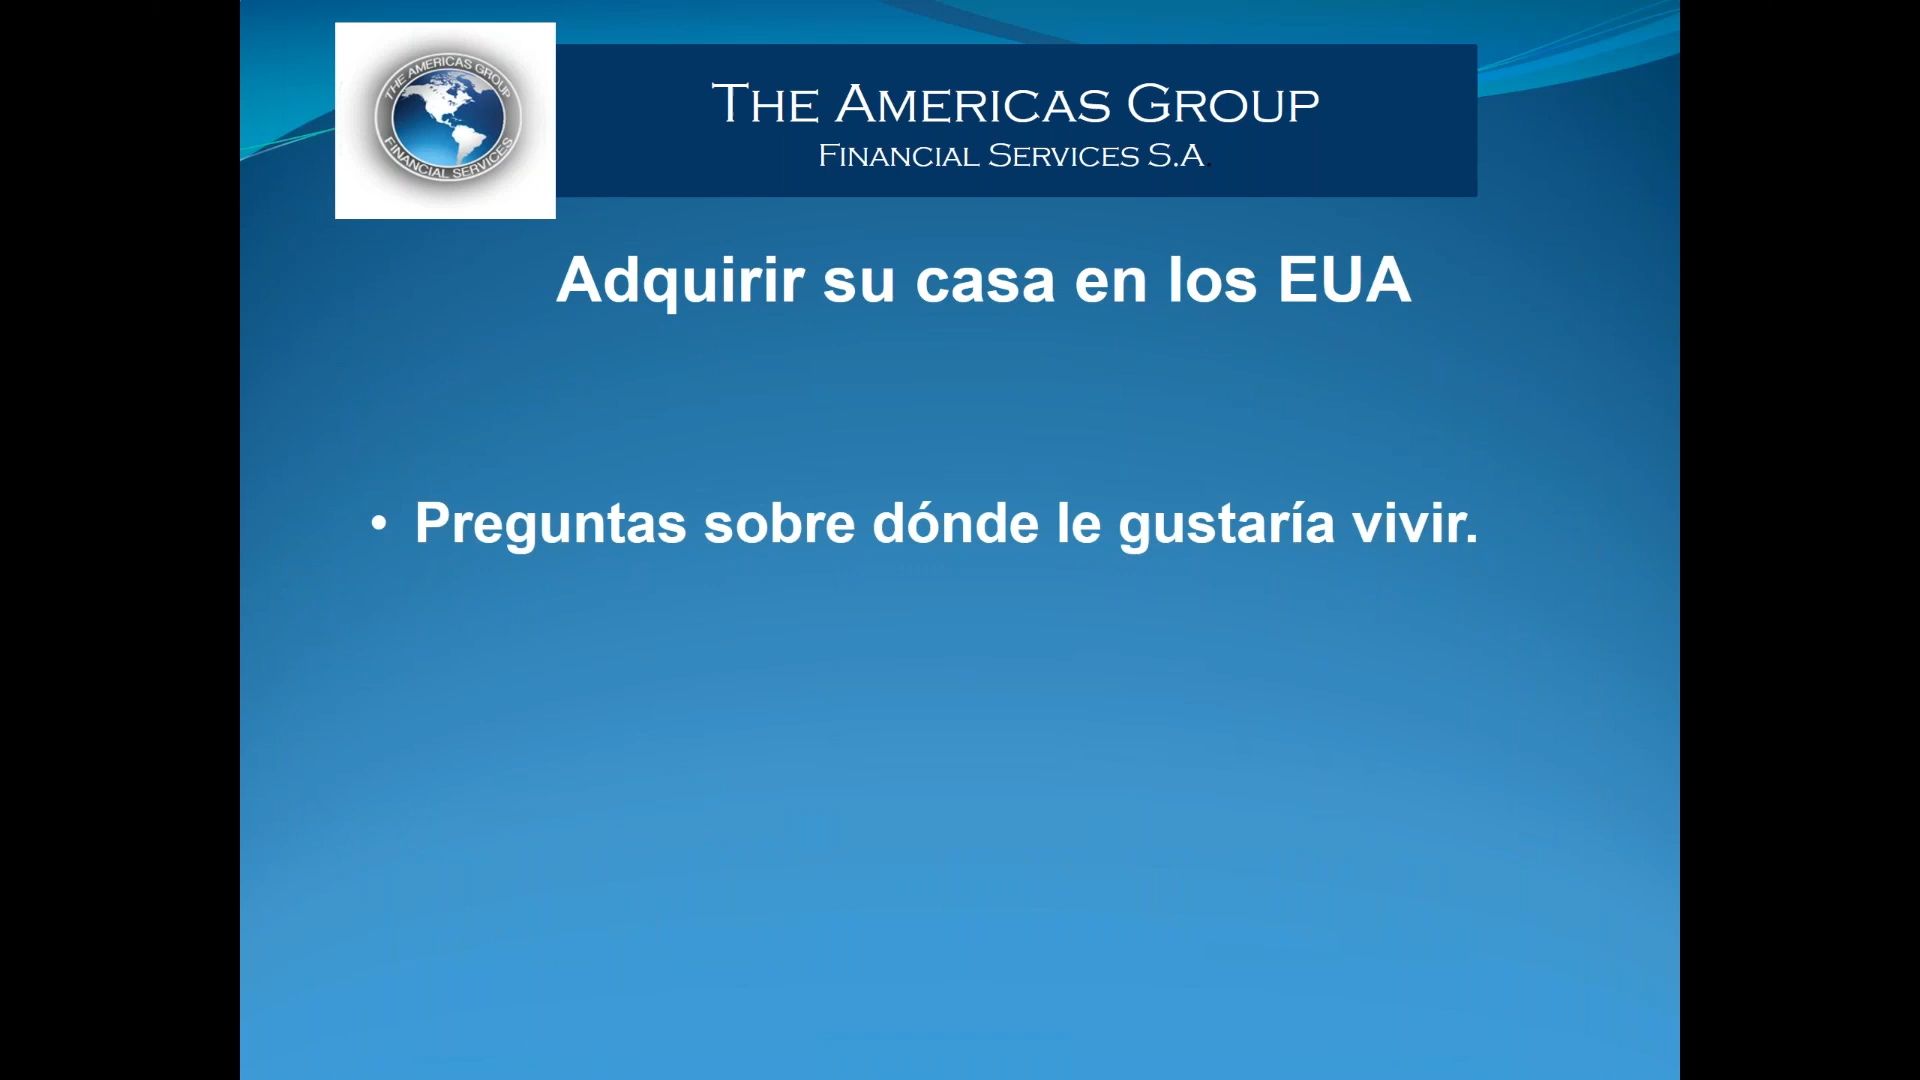 THE AMERICAS GROUP
FINANCIAL SERVICES
THE AMERICAS GROUP
FINANCIAL SERVICES S.A.
Adquirir su casa en los EUA
• Preguntas sobre dónde le gustaría vivir.